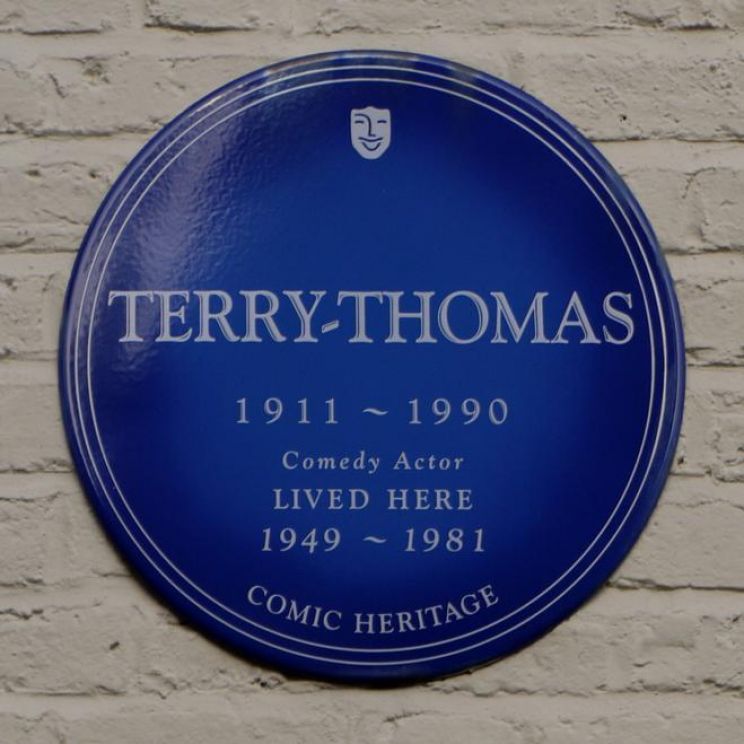 TERRY-THOMAS
1911 ~ 1990
Comedy Actor
LIVED HERE
1949 ~ 1981
COMIC HERITAGE